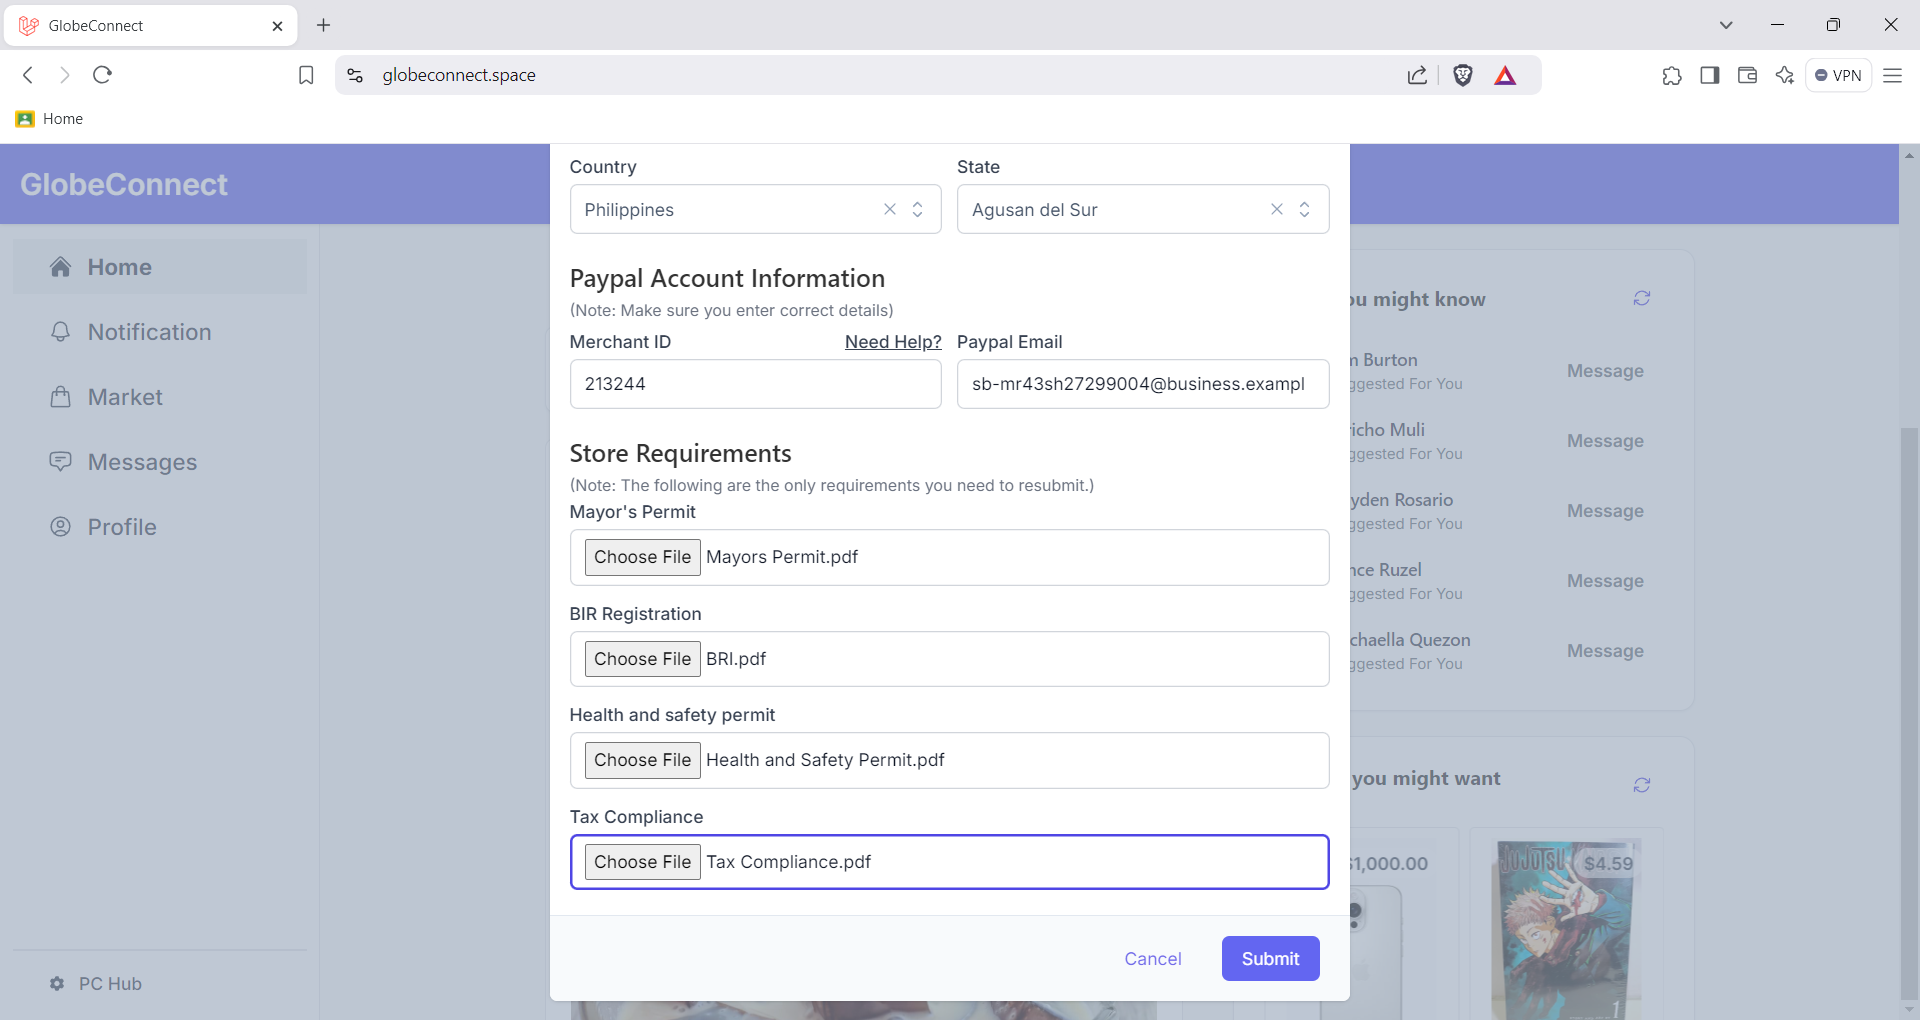 GlobeConnect
globeconnect.space
VPN
Home
GlobeConnect
Home
Notification
Market
Messages
Profile
PC Hub
Country
State
Philippines
Agusan del Sur
Paypal Account Information
(Note: Make sure you enter correct details)
Merchant ID
Need Help?
Paypal Email
213244
sb-mr43sh27299004@business.exampl
Store Requirements
(Note: The following are the only requirements you need to resubmit.)
Mayor's Permit
Choose File Mayors Permit.pdf
BIR Registration
Choose File BRI.pdf
Health and safety permit
Choose File Health and Safety Permit.pdf
Tax Compliance
Choose File Tax Compliance.pdf
Cancel
Submit
ou might know
n Burton
ggested For You
Message
icho Muli
ggested For You
Message
yden Rosario
ggested For You
Message
nce Ruzel
ggested For You
Message
chaella Quezon
ggested For You
Message
you might want
$1,000.00
JUJUTSU
$4.59
1